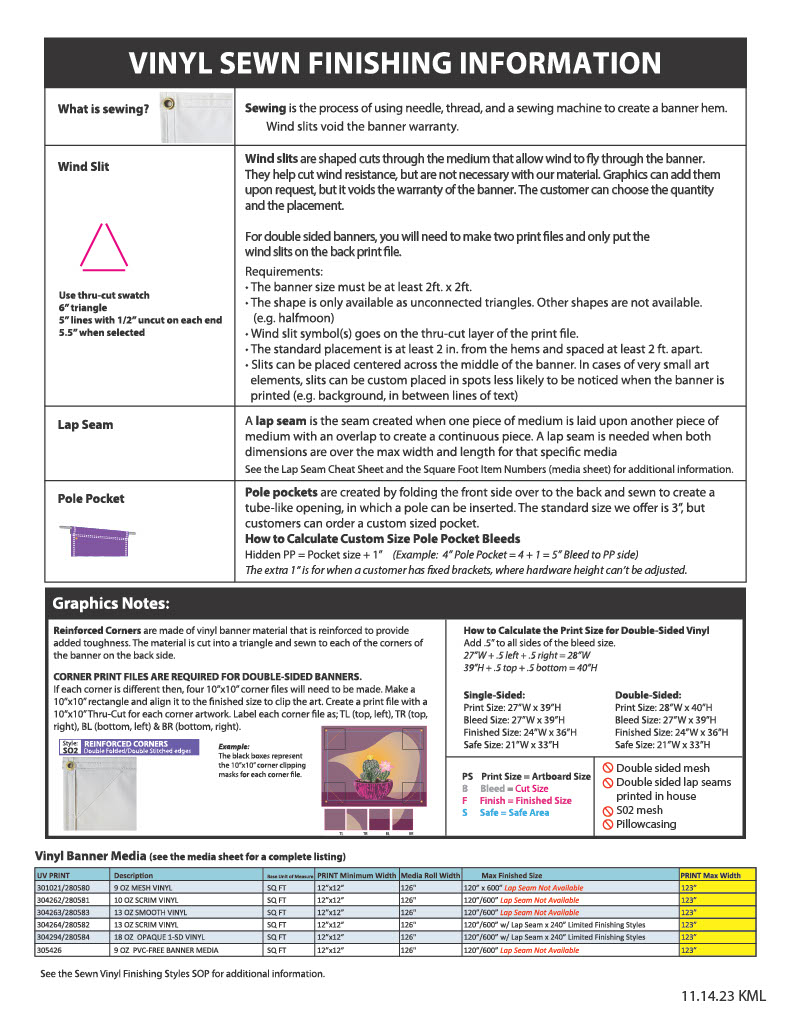 VINYL SEWN FINISHING INFORMATION
What is sewing?
Sewing is the process of using needle, thread, and a sewing machine to create a banner hem.
Wind slits void the banner warranty.
Wind Slit
Wind slits are shaped cuts through the medium that allow wind to fly through the banner.
They help cut wind resistance, but are not necessary with our material. Graphics can add them
upon request, but it voids the warranty of the banner. The customer can choose the quantity
and the placement.
For double sided banners, you will need to make two print files and only put the
wind slits on the back print file.
Use thru-cut swatch
6” triangle
5” lines with 1/2” uncut on each end
5.5” when selected
Requirements:
• The banner size must be at least 2ft. x 2ft.
• The shape is only available as unconnected triangles. Other shapes are not available.
(e.g. halfmoon)
• Wind slit symbol(s) goes on the thru-cut layer of the print file.
• The standard placement is at least 2 in. from the hems and spaced at least 2 ft. apart.
• Slits can be placed centered across the middle of the banner. In cases of very small art
elements, slits can be custom placed in spots less likely to be noticed when the banner is
printed (e.g. background, in between lines of text)
Lap Seam
A lap seam is the seam created when one piece of medium is laid upon another piece of
medium with an overlap to create a continuous piece. A lap seam is needed when both
dimensions are over the max width and length for that specific media
See the Lap Seam Cheat Sheet and the Square Foot Item Numbers (media sheet) for additional information.
Pole Pocket
Pole pockets are created by folding the front side over to the back and sewn to create a
tube-like opening, in which a pole can be inserted. The standard size we offer is 3”, but
customers can order a custom sized pocket.
How to Calculate Custom Size Pole Pocket Bleeds
Hidden PP = Pocket size + 1” (Example: 4” Pole Pocket = 4 + 1 = 5” Bleed to PP side)
The extra 1” is for when a customer has fixed brackets, where hardware height can’t be adjusted.
Graphics Notes:
Reinforced Corners are made of vinyl banner material that is reinforced to provide
added toughness. The material is cut into a triangle and sewn to each of the corners of
the banner on the back side.
CORNER PRINT FILES ARE REQUIRED FOR DOUBLE-SIDED BANNERS.
If each corner is different then, four 10”x10” corner files will need to be made. Make a
10”x10” rectangle and align it to the finished size to clip the art. Create a print file with a
10”x10” Thru-Cut for each corner artwork. Label each corner file as; TL (top, left), TR (top,
right), BL (bottom, left) & BR (bottom, right).
Style: S02 REINFORCED CORNERS
Double Folded/Double Stitched edges
Example:
The black boxes represent
the 10”x10” corner clipping
masks for each corner file.
TL TR BL BR
How to Calculate the Print Size for Double-Sided Vinyl
Add .5” to all sides of the bleed size.
27”W + .5 left + .5 right = 28”W
39”H + .5 top + .5 bottom = 40”H
Single-Sided:
Print Size: 27”W x 39”H
Bleed Size: 27”W x 39”H
Finished Size: 24”W x 36”H
Safe Size: 21”W x 33”H
Double-Sided:
Print Size: 28”W x 40”H
Bleed Size: 27”W x 39”H
Finished Size: 24”W x 36”H
Safe Size: 21”W x 33”H
PS Print Size = Artboard Size
B Bleed = Cut Size
F Finish = Finished Size
S Safe = Safe Area
Double sided mesh
Double sided lap seams
printed in house
S02 mesh
Pillowcasing
Vinyl Banner Media (see the media sheet for a complete listing)
UV PRINT Description Base Unit of Measure PRINT Minimum Width Media Roll Width Max Finished Size PRINT Max Width
301021/280580 9 OZ MESH VINYL SQ FT 12”x12” 126" 120” x 600” Lap Seam Not Available 123”
304262/280581 10 OZ SCRIM VINYL SQ FT 12”x12” 126" 120”/600” Lap Seam Not Available 123”
304263/280583 13 OZ SMOOTH VINYL SQ FT 12”x12” 126" 120”/600” Lap Seam Not Available 123”
304264/280582 13 OZ SCRIM VINYL SQ FT 12”x12” 126" 120”/600” w/ Lap Seam x 240” Limited Finishing Styles 123”
304294/280584 18 OZ OPAQUE 1-SD VINYL SQ FT 12”x12” 126" 120”/600” w/ Lap Seam x 240” Limited Finishing Styles 123”
305426 9 OZ PVC-FREE BANNER MEDIA SQ FT 12”x12” 126" 120”/600” Lap Seam Not Available 123”
See the Sewn Vinyl Finishing Styles SOP for additional information.
11.14.23 KML